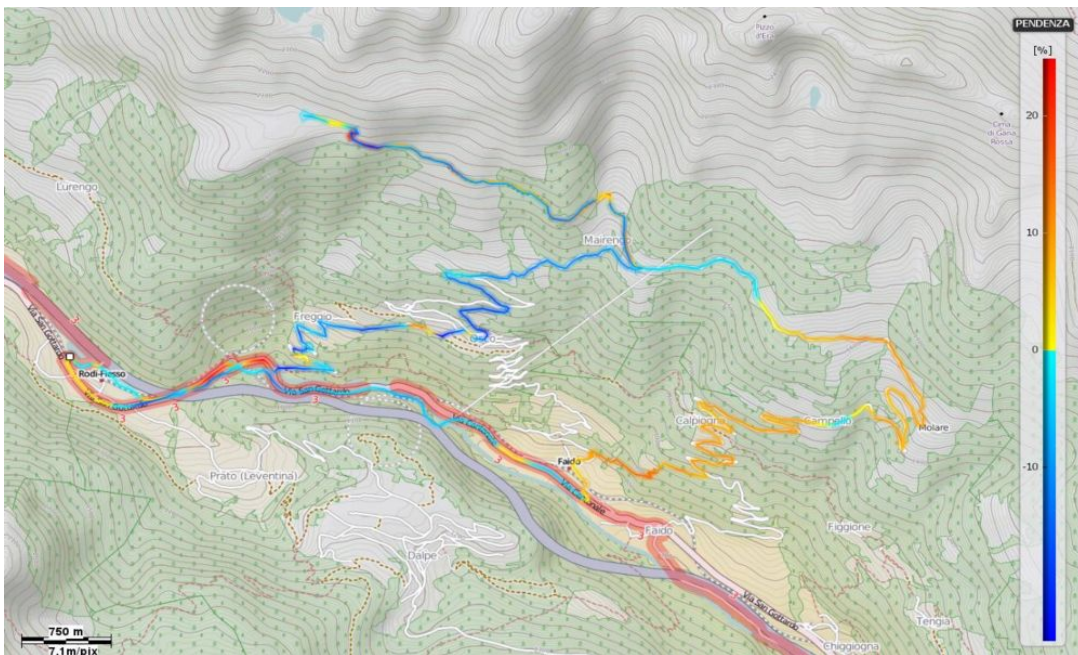 PENDENZA
[%]
20
10
0
-10
Pizzo
d'Era
Cima
di Gana
Rossa
Lurengo
Mairengo
Freggio
Rodi-Fiesso
Via San Gottardo
Prato (Leventina)
Dalpe
Calpiogna
Campello
Molare
Faido
Faido
Figgione
Via San Gottardo
Tengia
Chiggiogna
750 m
7.1m/pix